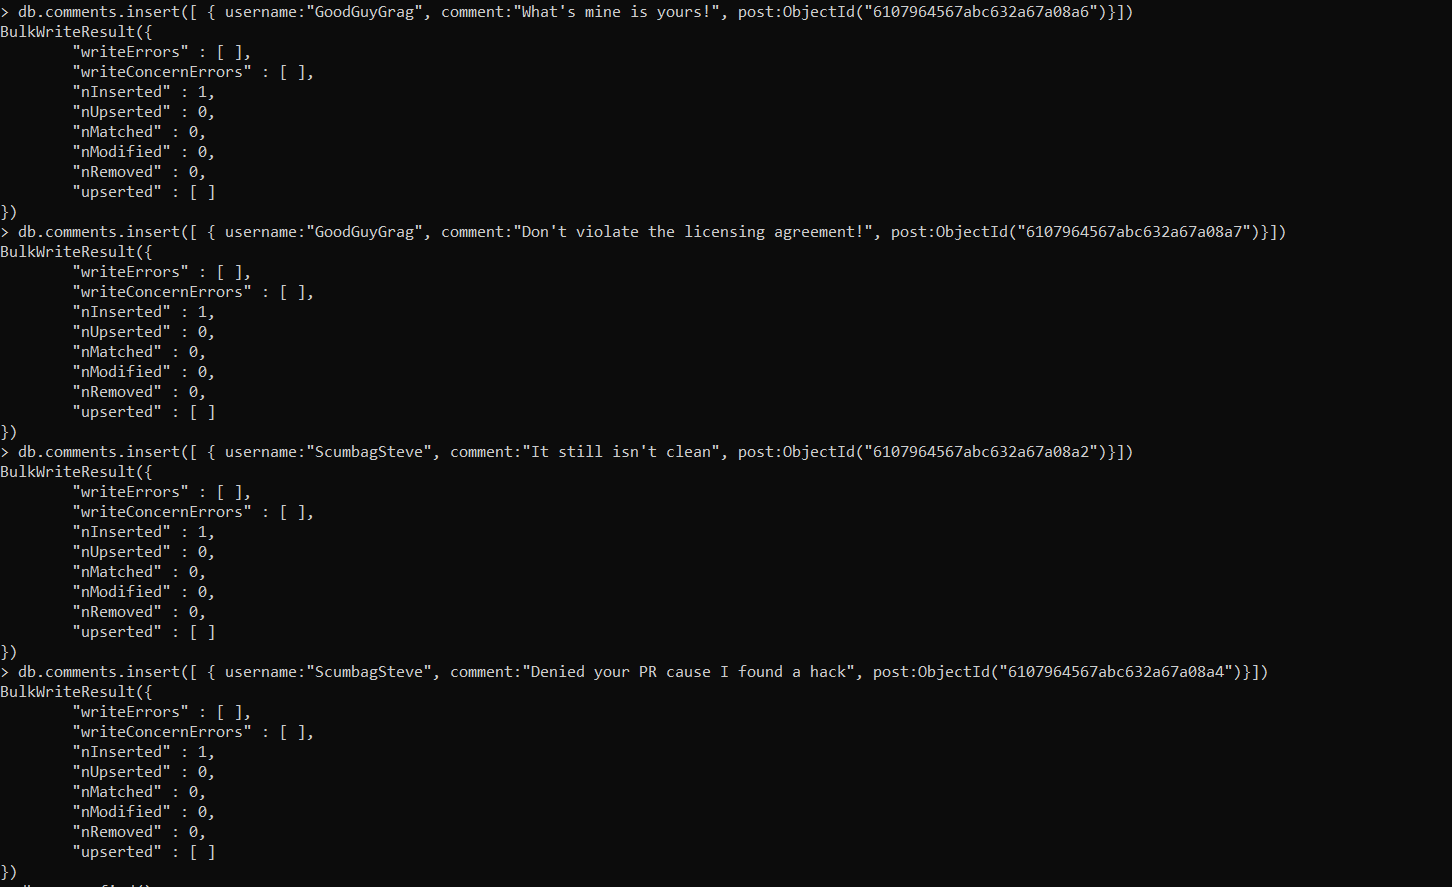 > db.comments.insert([ { username:"GoodGuyGrag", comment:"What's mine is yours!", post:ObjectId("6107964567abc632a67a08a6")}])
BulkWriteResult({
        "writeErrors" : [ ],
        "writeConcernErrors" : [ ],
        "nInserted" : 1,
        "nUpserted" : 0,
        "nMatched" : 0,
        "nModified" : 0,
        "nRemoved" : 0,
        "upserted" : [ ]
})
> db.comments.insert([ { username:"GoodGuyGrag", comment:"Don't violate the licensing agreement!", post:ObjectId("6107964567abc632a67a08a7")}])
BulkWriteResult({
        "writeErrors" : [ ],
        "writeConcernErrors" : [ ],
        "nInserted" : 1,
        "nUpserted" : 0,
        "nMatched" : 0,
        "nModified" : 0,
        "nRemoved" : 0,
        "upserted" : [ ]
})
> db.comments.insert([ { username:"ScumbagSteve", comment:"It still isn't clean", post:ObjectId("6107964567abc632a67a08a2")}])
BulkWriteResult({
        "writeErrors" : [ ],
        "writeConcernErrors" : [ ],
        "nInserted" : 1,
        "nUpserted" : 0,
        "nMatched" : 0,
        "nModified" : 0,
        "nRemoved" : 0,
        "upserted" : [ ]
})
> db.comments.insert([ { username:"ScumbagSteve", comment:"Denied your PR cause I found a hack", post:ObjectId("6107964567abc632a67a08a4")}])
BulkWriteResult({
        "writeErrors" : [ ],
        "writeConcernErrors" : [ ],
        "nInserted" : 1,
        "nUpserted" : 0,
        "nMatched" : 0,
        "nModified" : 0,
        "nRemoved" : 0,
        "upserted" : [ ]
})